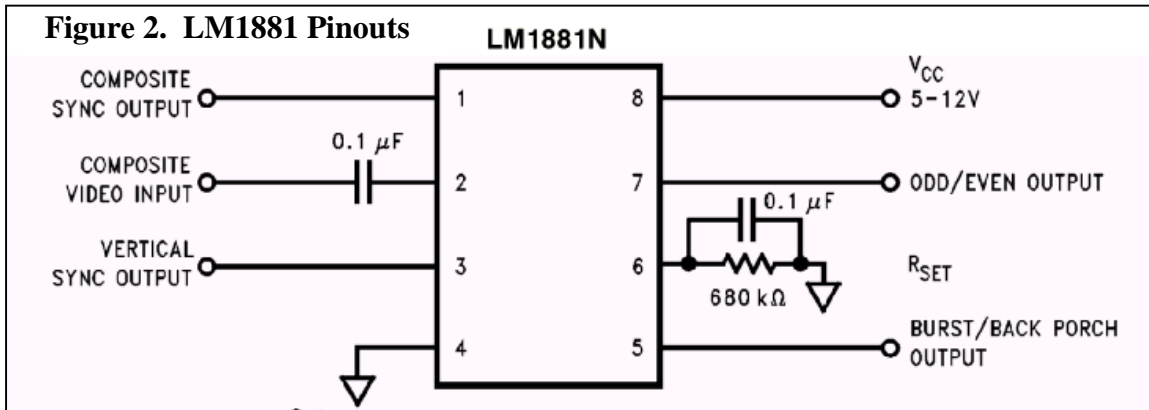 Figure 2. LM1881 Pinouts
LM1881N
COMPOSITE
SYNC OUTPUT
1
8
VCC
5-12V
COMPOSITE
VIDEO INPUT
0.1 μF
2
7
ODD/EVEN OUTPUT
0.1 μF
VERTICAL
SYNC OUTPUT
3
6
680 kΩ
RSET
4
5
BURST/BACK PORCH
OUTPUT